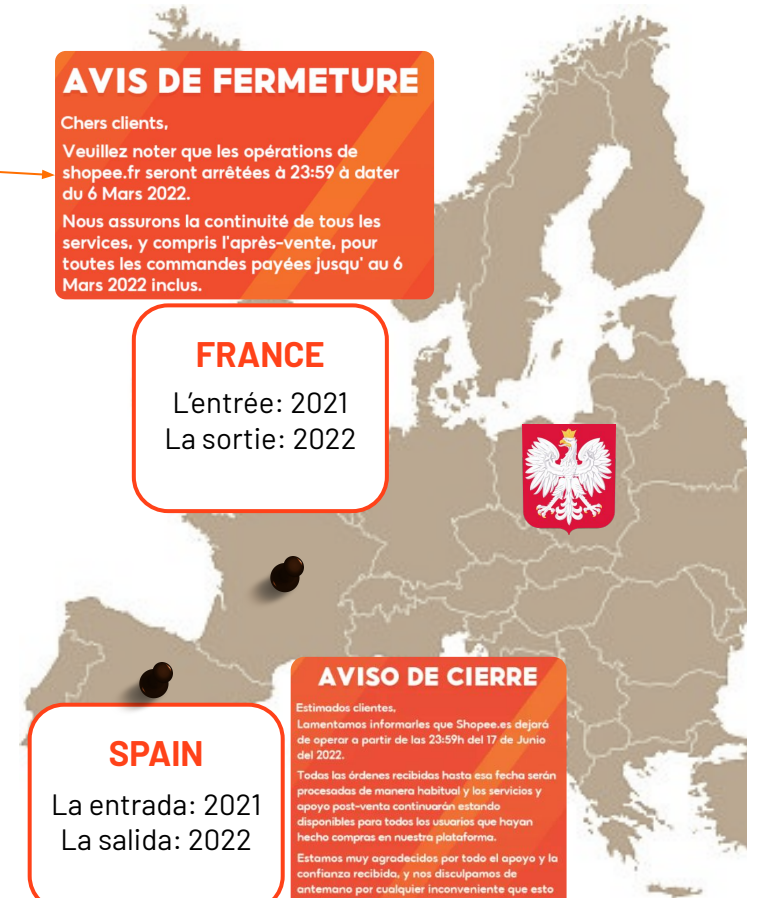 AVIS DE FERMETURE
Chers clients,
Veuillez noter que les opérations de
shopee.fr seront arrêtées à 23:59 à dater
du 6 Mars 2022.
Nous assurons la continuité de tous les
services, y compris l'après-vente, pour
toutes les commandes payées jusqu' au 6
Mars 2022 inclus.
FRANCE
L'entrée: 2021
La sortie: 2022
SPAIN
La entrada: 2021
La salida: 2022
AVISO DE CIERRE
Estimados clientes,
Lamentamos informarles que Shopee.es dejará
de operar a partir de las 23:59h del 17 de Junio
del 2022.
Todas las órdenes recibidas hasta esa fecha serán
procesadas de manera habitual y los servicios y
apoyo post-venta continuarán estando
disponibles para todos los usuarios que hayan
hecho compras en nuestra plataforma.
Estamos muy agradecidos por todo el apoyo y la
confianza recibida, y nos disculpamos de
antemano por cualquier inconveniente que esto